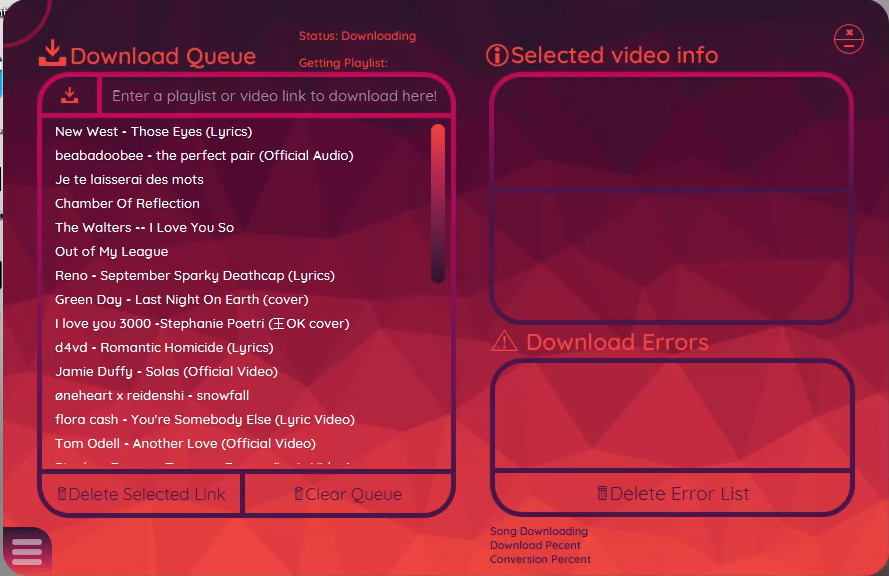 Download Queue
Status: Downloading
Getting Playlist:
Enter a playlist or video link to download here!
New West - Those Eyes (Lyrics)
beabadoobee - the perfect pair (Official Audio)
Je te laisserai des mots
Chamber Of Reflection
The Walters -- I Love You So
Out of My League
Reno - September Sparky Deathcap (Lyrics)
Green Day - Last Night On Earth (cover)
I love you 3000 -Stephanie Poetri (王OK cover)
d4vd - Romantic Homicide (Lyrics)
Jamie Duffy - Solas (Official Video)
øneheart x reidenshi - snowfall
flora cash - You're Somebody Else (Lyric Video)
Tom Odell - Another Love (Official Video)
Delete Selected Link
Clear Queue
Selected video info
Download Errors
Delete Error List
Song Downloading
Download Pecent
Conversion Percent